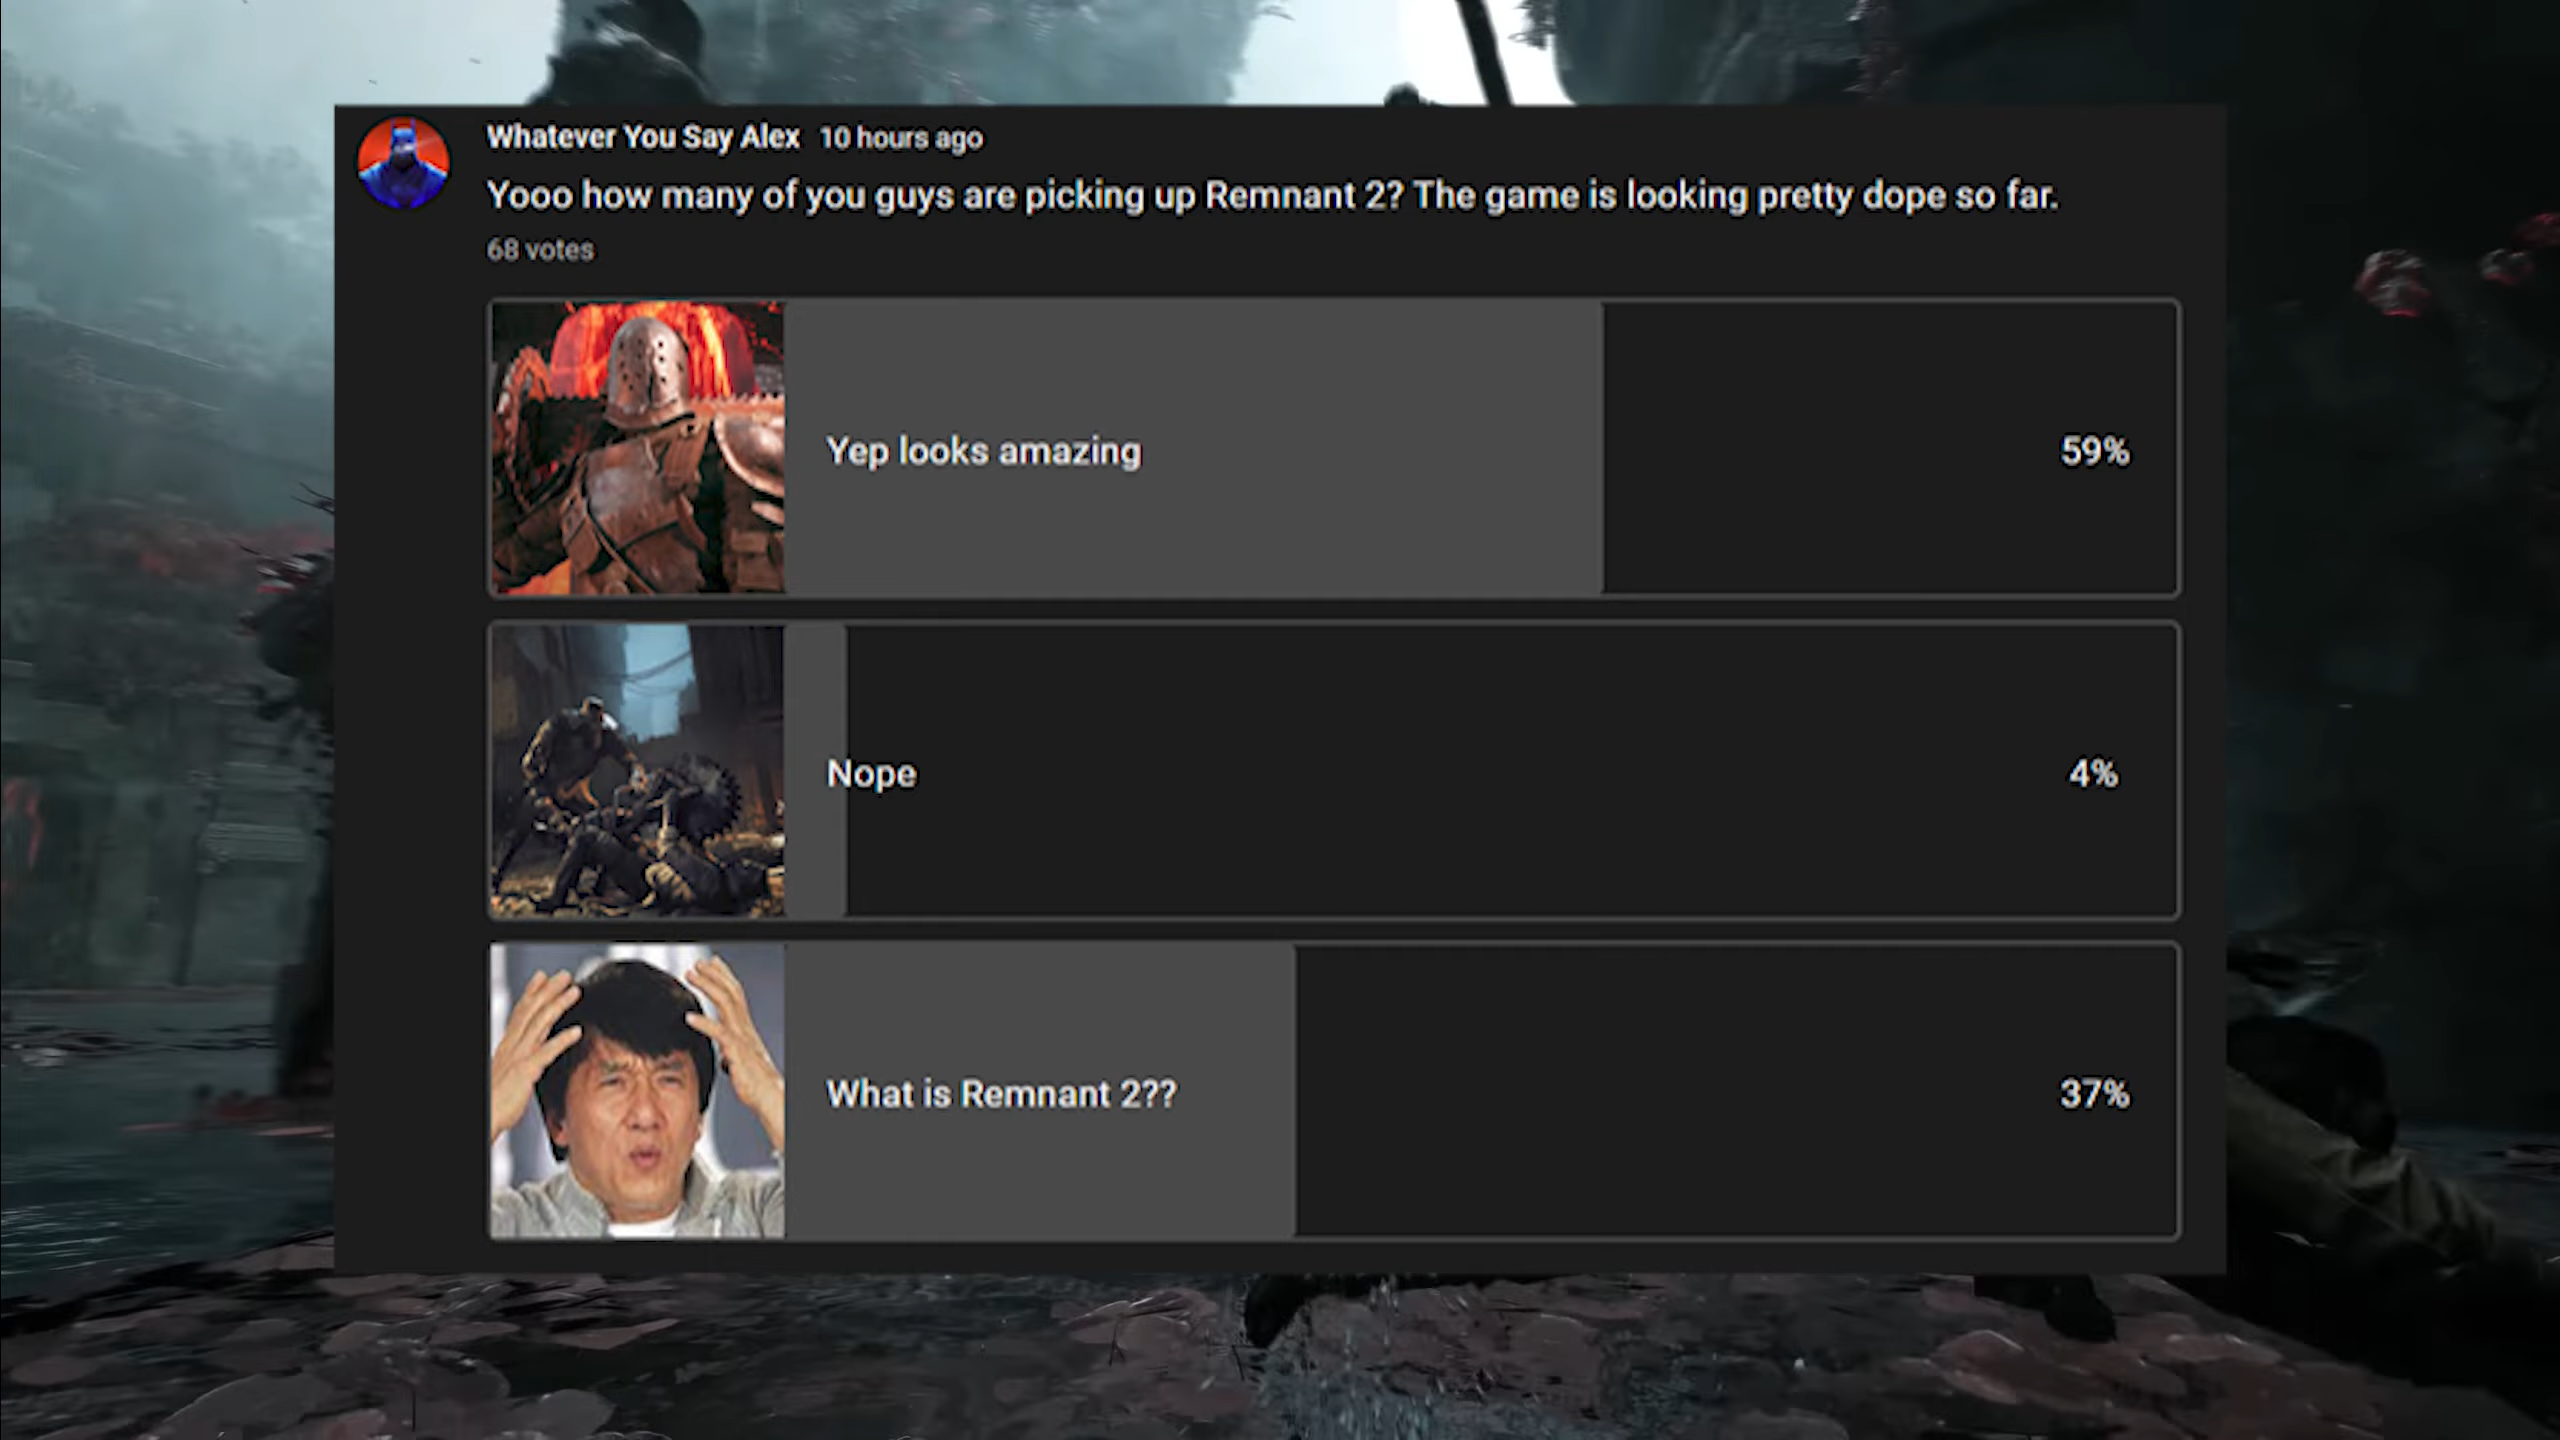 Whatever You Say Alex 10 hours ago
Yooo how many of you guys are picking up Remnant 2? The game is looking pretty dope so far.
68 votes
Yep looks amazing 59%
Nope 4%
What is Remnant 2?? 37%